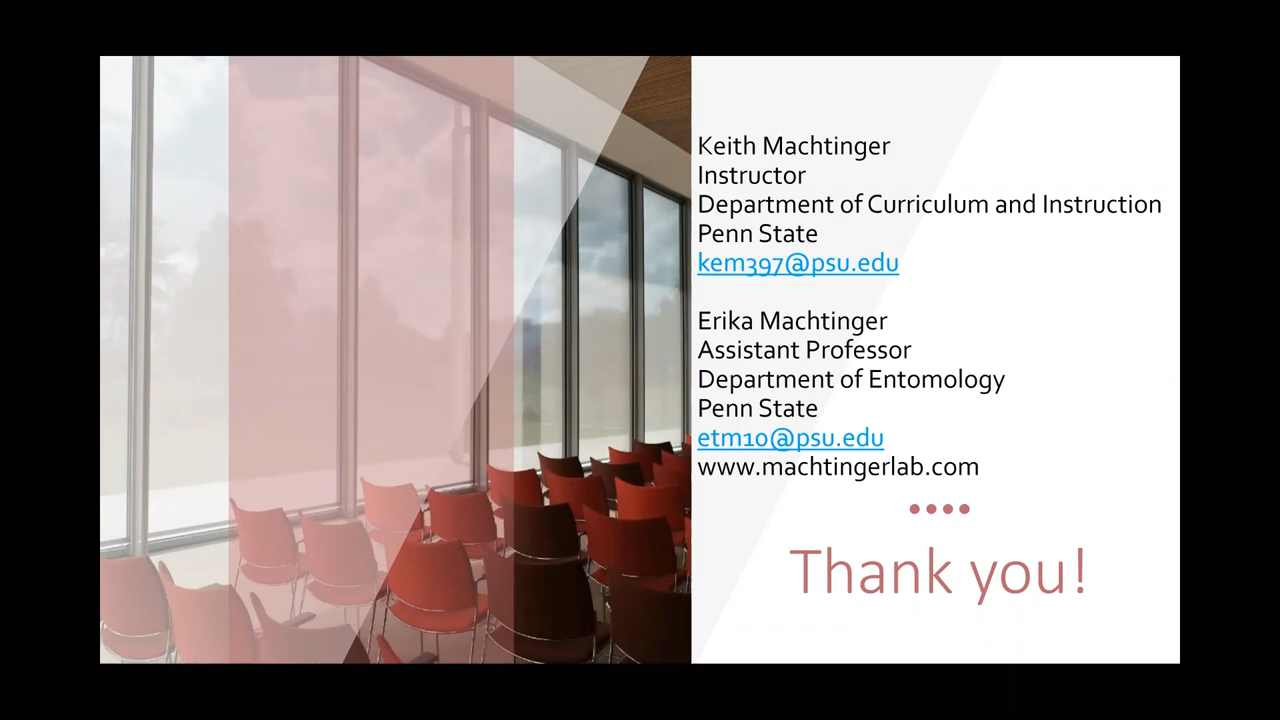 Keith Machtinger
Instructor
Department of Curriculum and Instruction
Penn State
kem397@psu.edu
Erika Machtinger
Assistant Professor
Department of Entomology
Penn State
etm10@psu.edu
www.machtingerlab.com
Thank you!